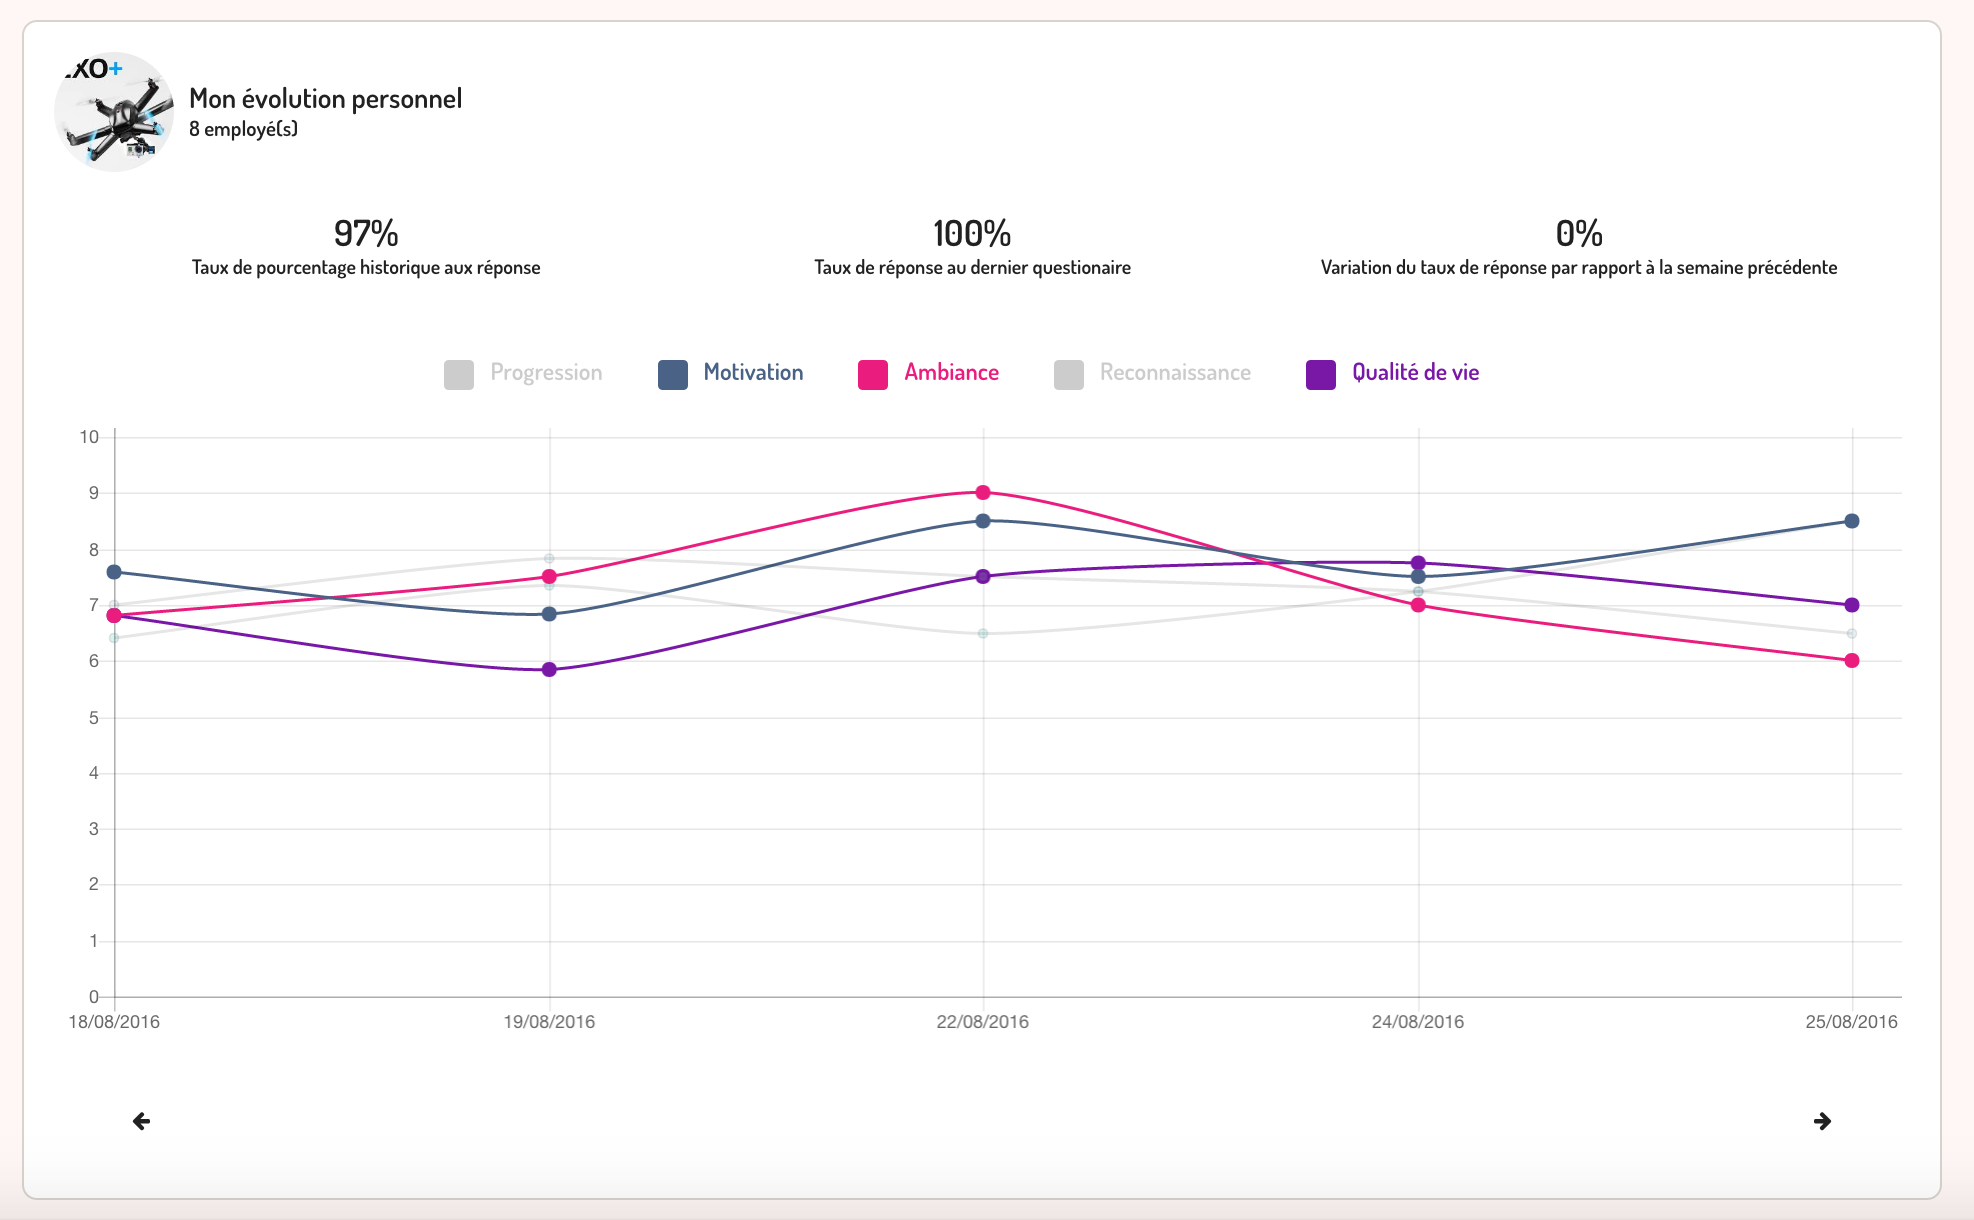 XO+
Mon évolution personnel
8 employé(s)
97%
Taux de pourcentage historique aux réponse
100%
Taux de réponse au dernier questionaire
0%
Variation du taux de réponse par rapport à la semaine précédente
Progression Motivation Ambiance Reconnaissance Qualité de vie
10
9
8
7
6
5
4
3
2
1
0
18/08/2016 19/08/2016 22/08/2016 24/08/2016 25/08/2016